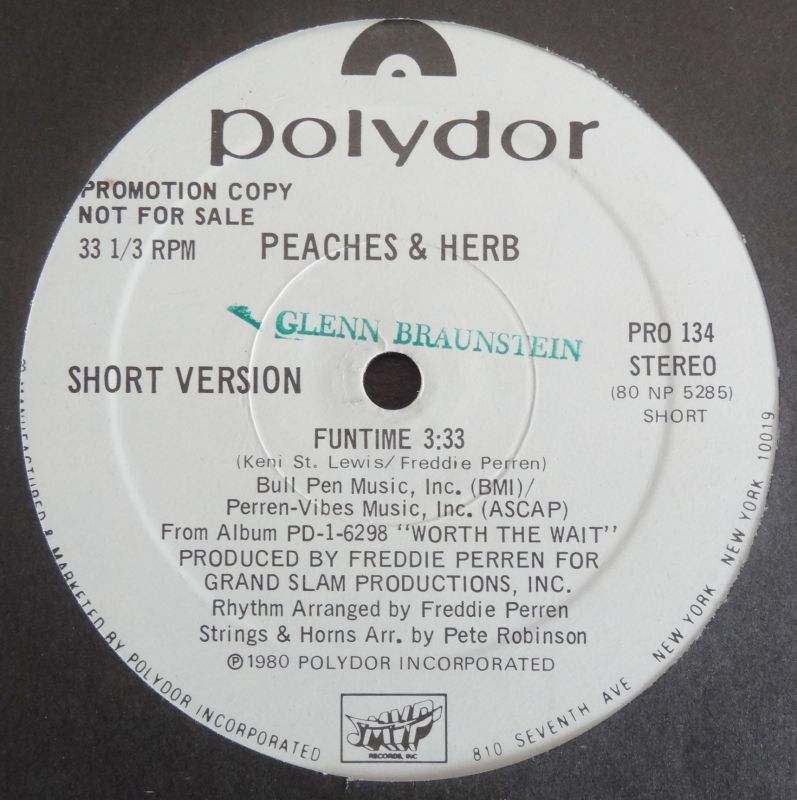 polydor
PROMOTION COPY
NOT FOR SALE
33 1/3 RPM
PEACHES & HERB
GLENN BRAUNSTEIN
PRO 134
STEREO
(80 NP 5285)
SHORT
SHORT VERSION
FUNTIME 3:33
(Keni St. Lewis/Freddie Perren)
Bull Pen Music, Inc. (BMI)/
Perren-Vibes Music, Inc. (ASCAP)
From Album PD-1-6298 "WORTH THE WAIT"
PRODUCED BY FREDDIE PERREN FOR
GRAND SLAM PRODUCTIONS, INC.
Rhythm Arranged by Freddie Perren
Strings & Horns Arr. by Pete Robinson
℗ 1980 POLYDOR INCORPORATED
MVP
RECORDS, INC
MANUFACTURED & MARKETED BY POLYDOR INCORPORATED
810 SEVENTH AVE NEW YORK NEW YORK 10019